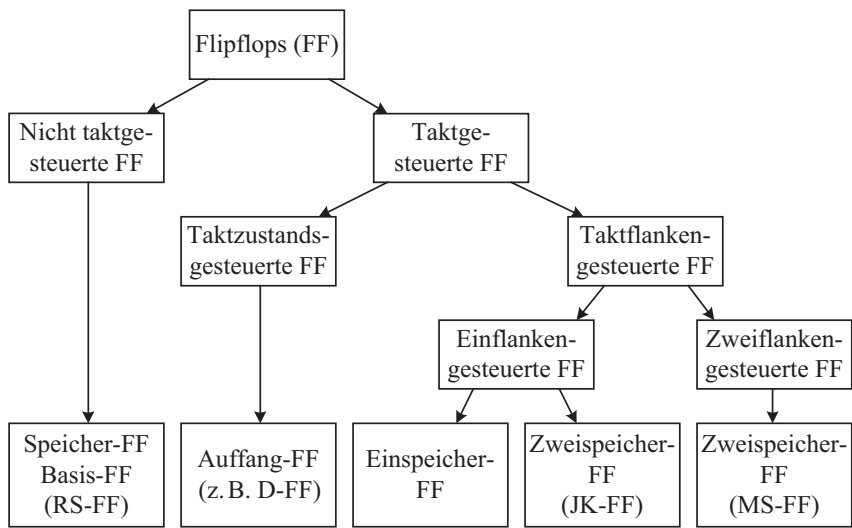 Flipflops (FF)
Nicht taktge-
steuerte FF
Taktge-
steuerte FF
Taktzustands-
gesteuerte FF
Taktflanken-
gesteuerte FF
Einflanken-
gesteuerte FF
Zweiflanken-
gesteuerte FF
Speicher-FF
Basis-FF
(RS-FF)
Auffang-FF
(z. B. D-FF)
Einspeicher-
FF
Zweispeicher-
FF
(JK-FF)
Zweispeicher-
FF
(MS-FF)